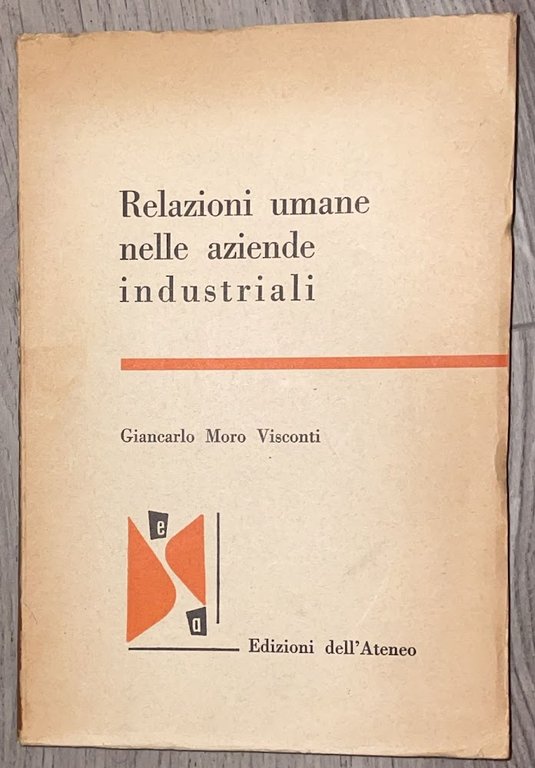 Relazioni umane
nelle aziende
industriali
Giancarlo Moro Visconti
e
a
Edizioni dell'Ateneo